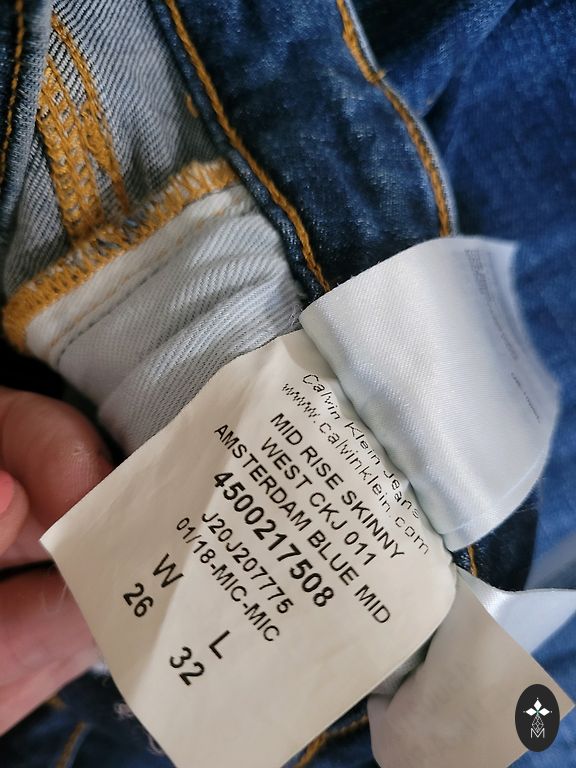 Calvin Klein Jeans
www.calvinklein.com
MID RISE SKINNY
WEST CKJ 011
AMSTERDAM BLUE MID
4500217508
J20J207775
01/18-MIC-MIC
W L
26 32
M